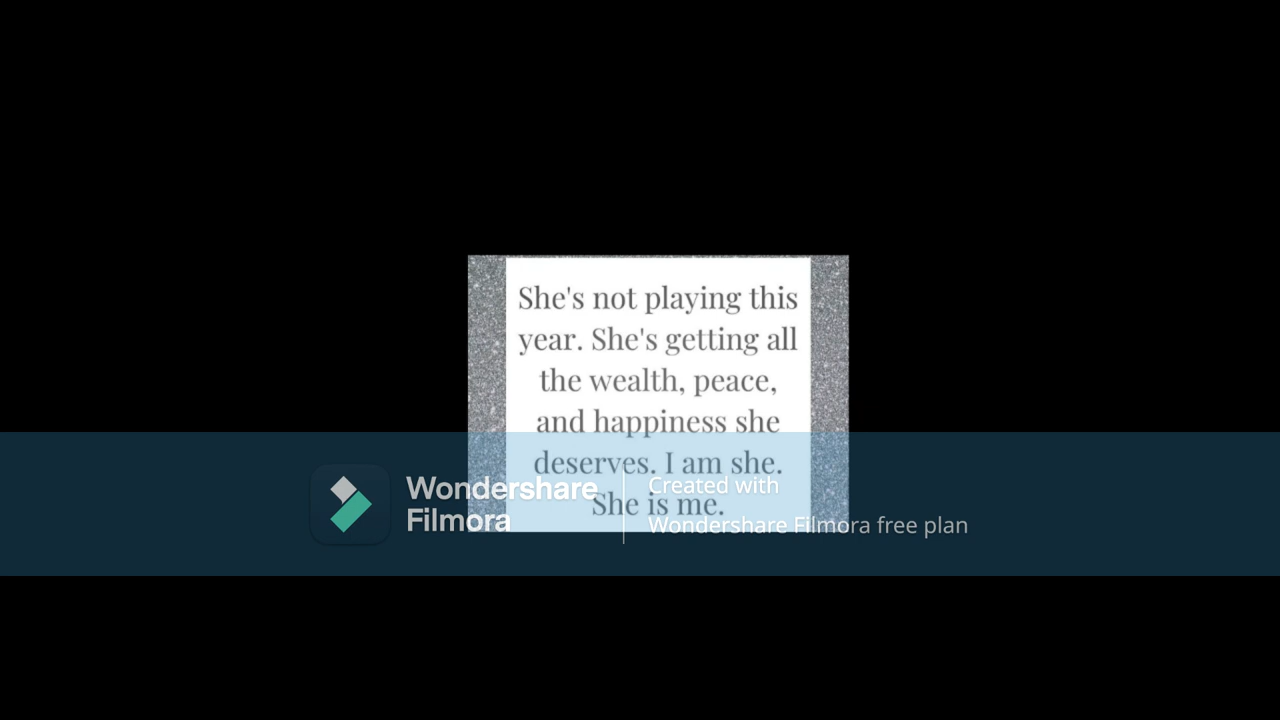 She's not playing this
year. She's getting all
the wealth, peace,
and happiness she
deserves. I am she.
She is me.
Wondershare
Filmora
Created with
Wondershare Filmora free plan